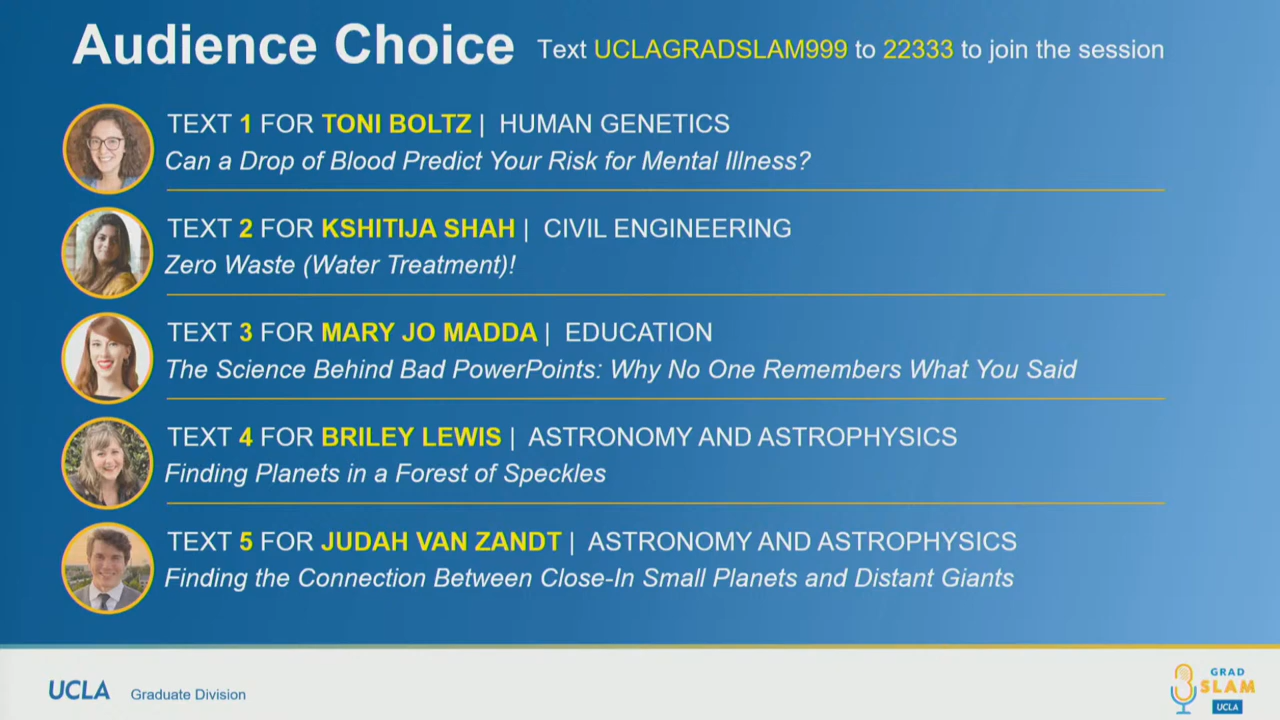 Audience Choice Text UCLAGRADSLAM999 to 22333 to join the session
TEXT 1 FOR TONI BOLTZ | HUMAN GENETICS
Can a Drop of Blood Predict Your Risk for Mental Illness?
TEXT 2 FOR KSHITIJA SHAH | CIVIL ENGINEERING
Zero Waste (Water Treatment)!
TEXT 3 FOR MARY JO MADDA | EDUCATION
The Science Behind Bad PowerPoints: Why No One Remembers What You Said
TEXT 4 FOR BRILEY LEWIS | ASTRONOMY AND ASTROPHYSICS
Finding Planets in a Forest of Speckles
TEXT 5 FOR JUDAH VAN ZANDT | ASTRONOMY AND ASTROPHYSICS
Finding the Connection Between Close-In Small Planets and Distant Giants
UCLA Graduate Division
GRAD
SLAM
UCLA